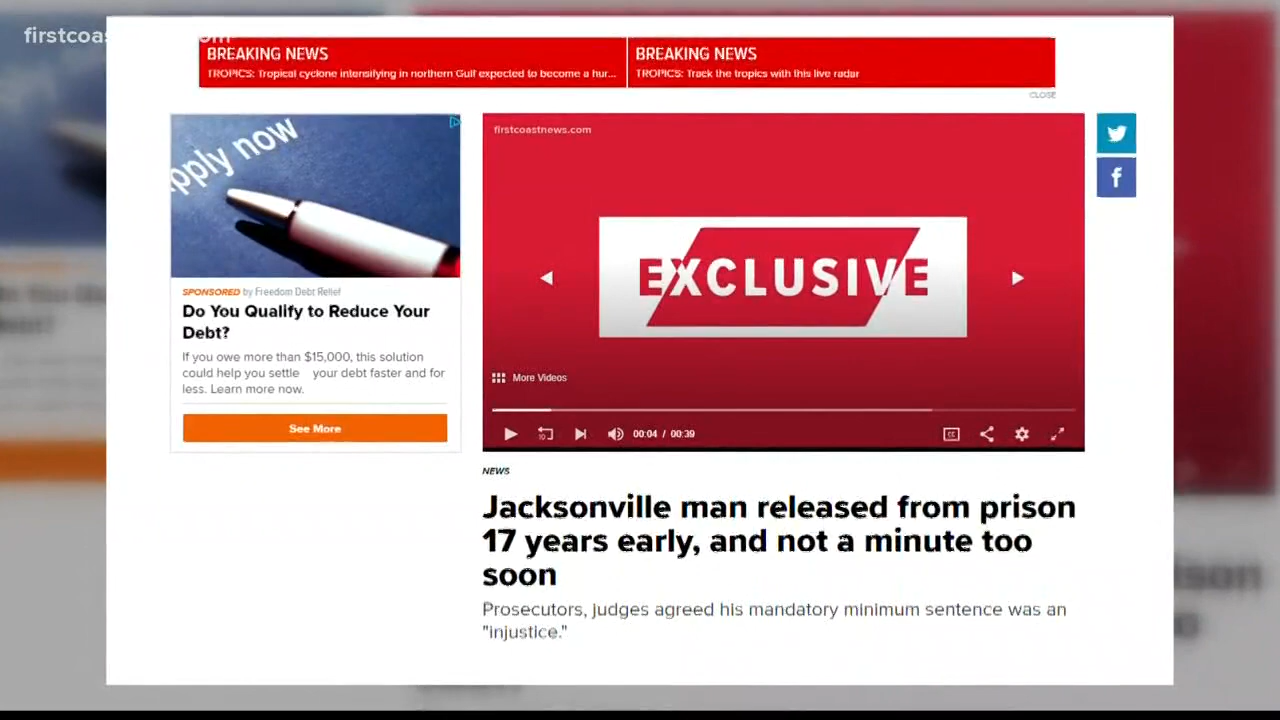 firstcoas
om
BREAKING NEWS
TROPICS: Tropical cyclone intensifying in northern Gulf expected to become a hur...
BREAKING NEWS
TROPICS: Track the tropics with this live radar
CLOSE
pply now
SPONSORED by Freedom Debt Relief
Do You Qualify to Reduce Your
Debt?
If you owe more than $15,000, this solution
could help you settle your debt faster and for
less. Learn more now.
See More
firstcoastnews.com
EXCLUSIVE
More Videos
10
00:04 / 00:39
CC
f
NEWS
Jacksonville man released from prison
17 years early, and not a minute too
soon
Prosecutors, judges agreed his mandatory minimum sentence was an
"injustice."